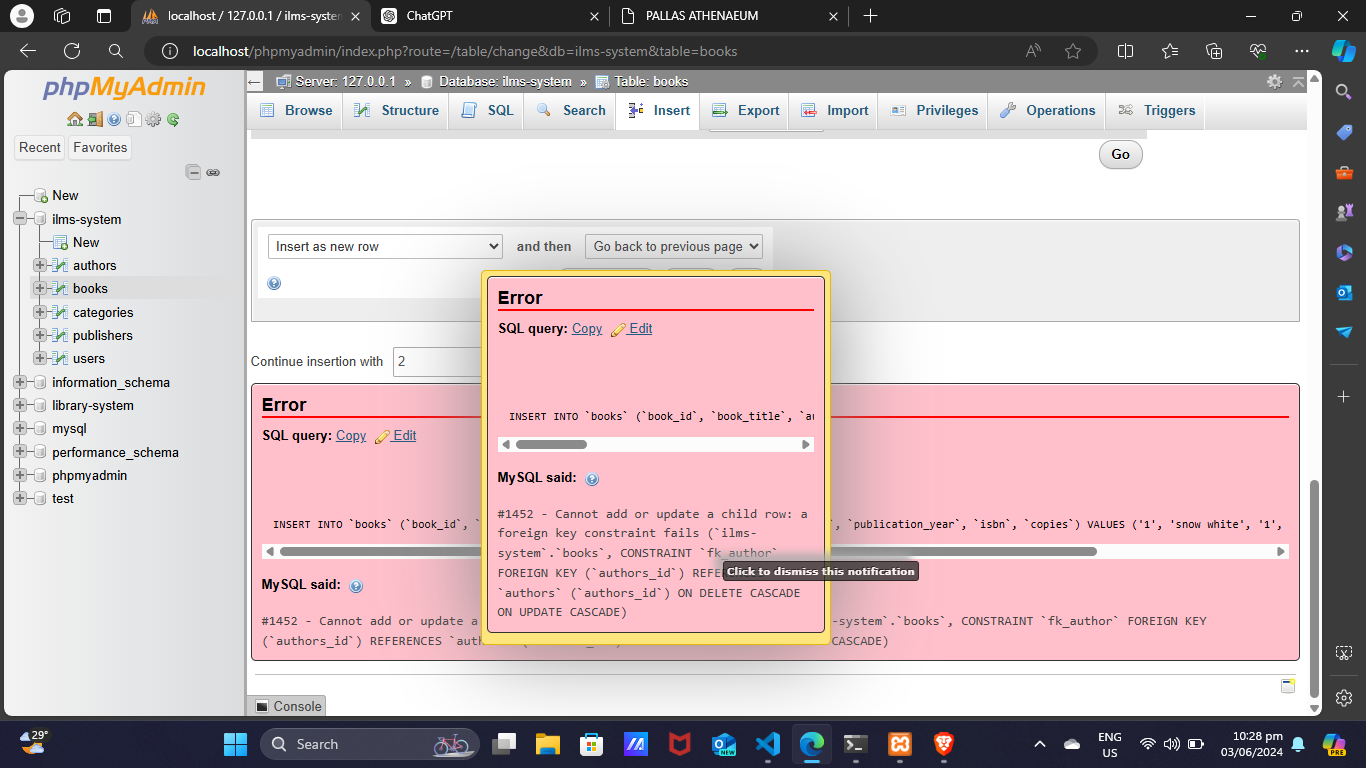 localhost / 127.0.0.1 / ilms-system
ChatGPT
PALLAS ATHENAEUM
localhost/phpmyadmin/index.php?route=/table/change&db=ilms-system&table=books
phpMyAdmin
Recent
Favorites
New
ilms-system
New
authors
books
categories
publishers
users
information_schema
library-system
mysql
performance_schema
phpmyadmin
test
Server: 127.0.0.1 » Database: ilms-system » Table: books
Browse
Structure
SQL
Search
Insert
Export
Import
Privileges
Operations
Triggers
Go
Insert as new row
and then
Go back to previous page
Continue insertion with
2
Error
SQL query: Copy Edit
INSERT INTO `books` (`book_id`, `book_title`,
MySQL said:
#1452 - Cannot add or update a child row: a
foreign key constraint fails (`ilms-
system`.`books`, CONSTRAINT `fk_author`
FOREIGN KEY (`authors_id`)
`authors` (`authors_id`) ON DELETE CASCADE
ON UPDATE CASCADE)
Click to dismiss this notification
Error
SQL query: Copy Edit
INSERT INTO `books` (`book_id`,
, `publication_year`, `isbn`, `copies`) VALUES ('1', 'snow white', '1',
MySQL said:
#1452 - Cannot add or update a
-system`.`books`, CONSTRAINT `fk_author` FOREIGN KEY
(`authors_id`) REFERENCES
CASCADE)
Console
29°
Search
NEW
ENG
US
10:28 pm
03/06/2024
PRE